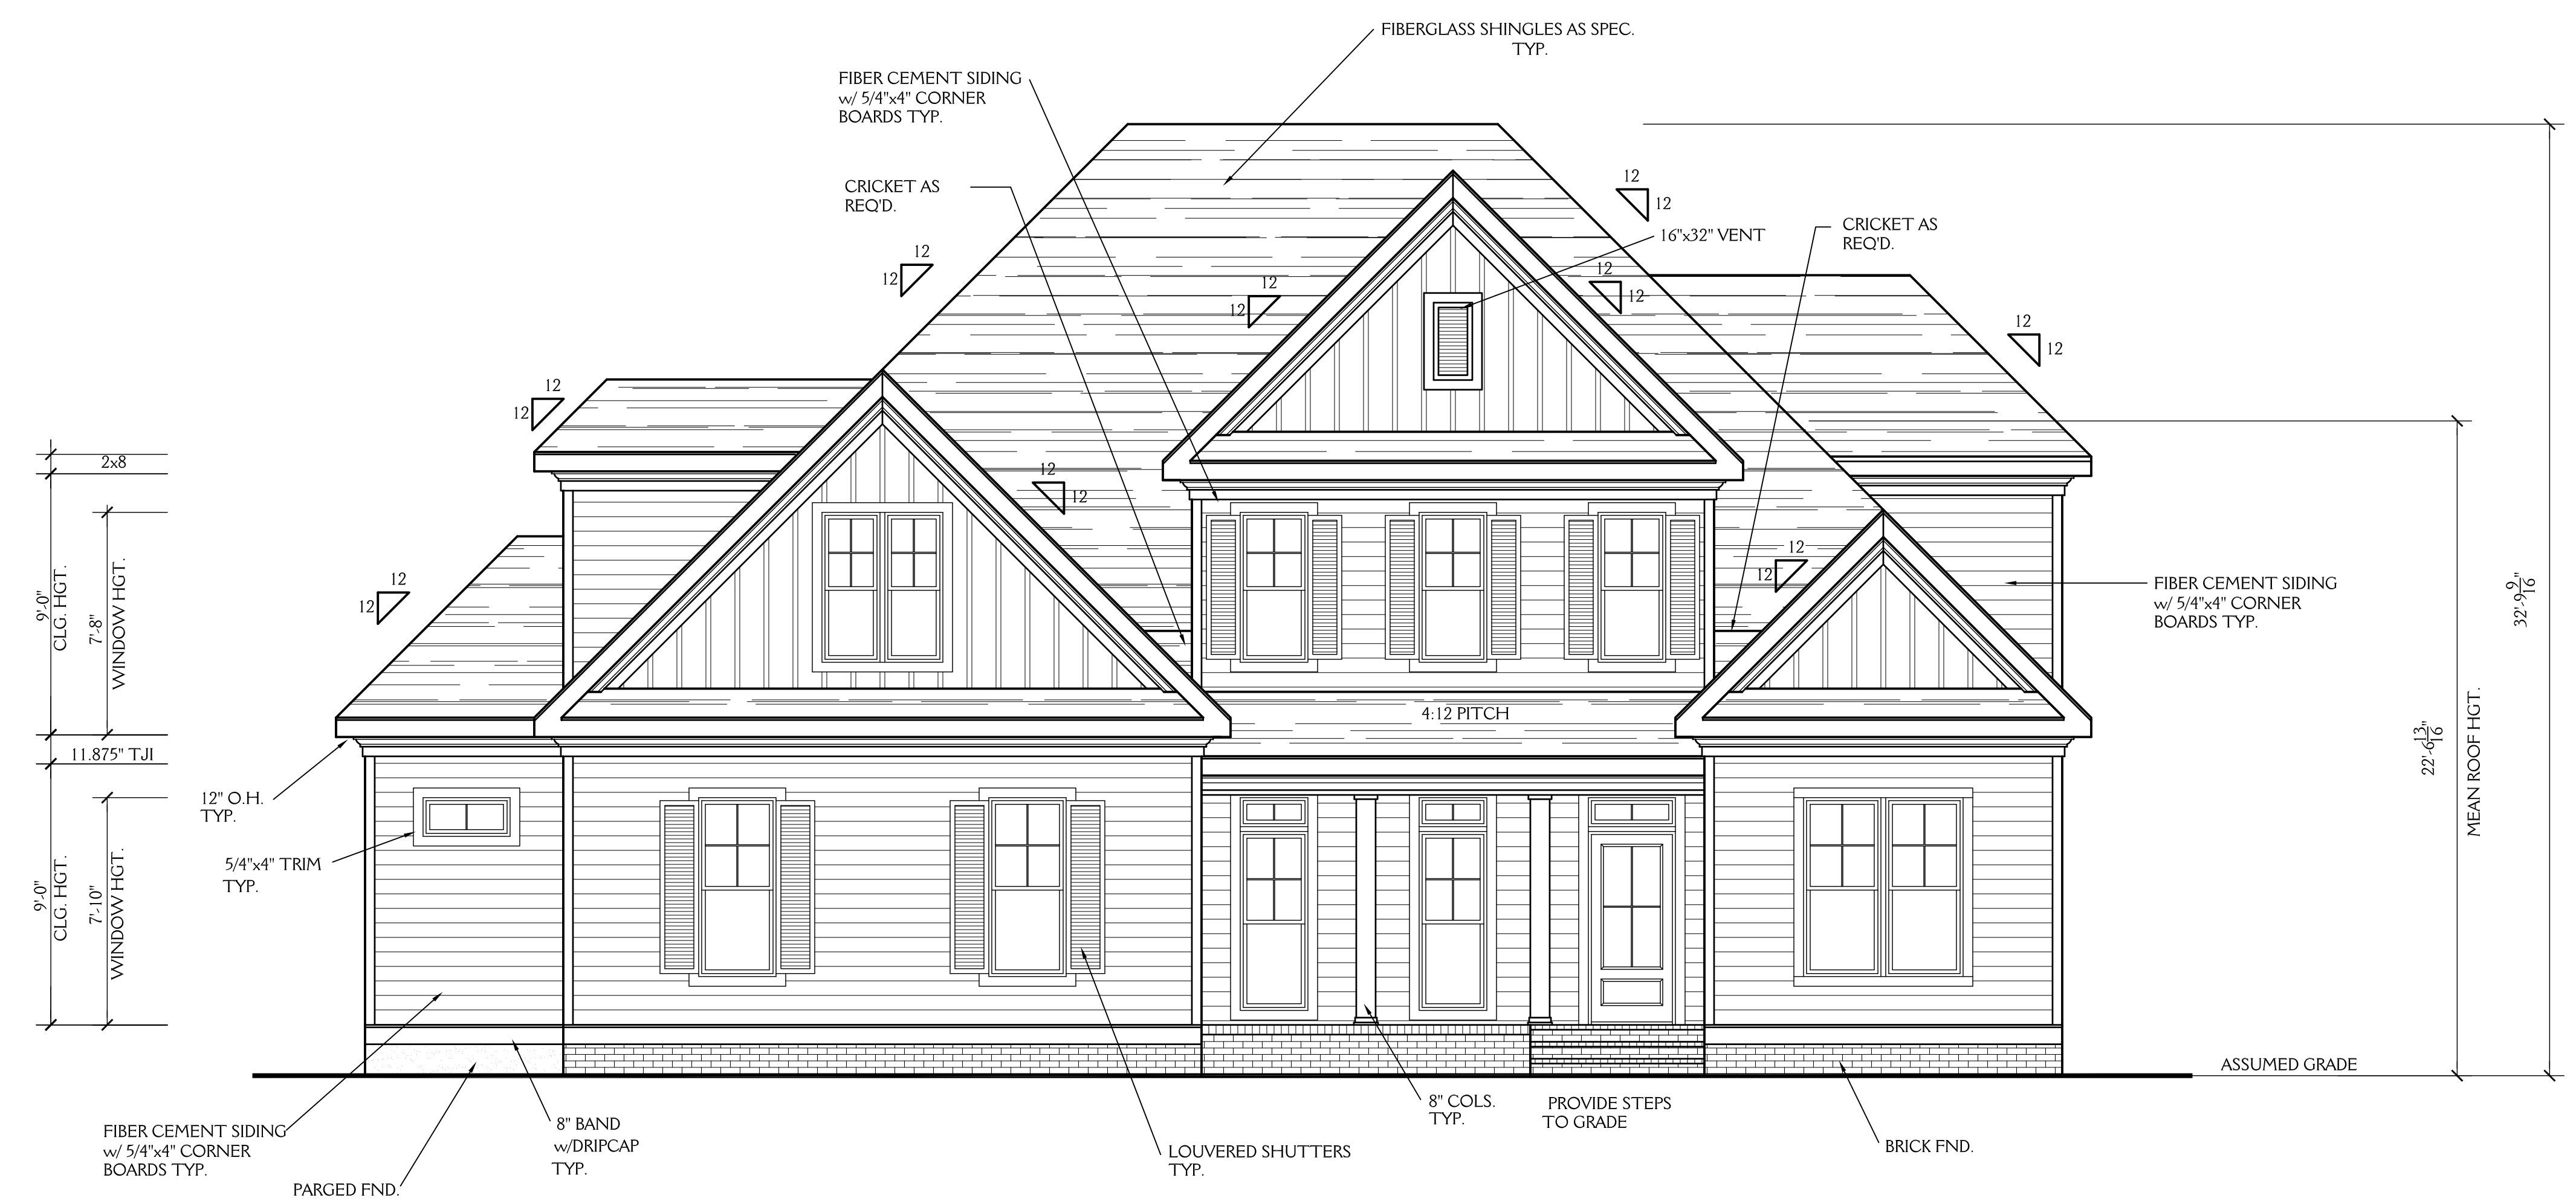 FIBERGLASS SHINGLES AS SPEC.
TYP.
FIBER CEMENT SIDING
w/ 5/4"x4" CORNER
BOARDS TYP.
CRICKET AS
REQ'D.
12
12
16"x32" VENT
CRICKET AS
REQ'D.
12
12
12
12
12
12
12
12
12
12
2x8
12
12
9'-0"
CLG. HGT.
7'-8"
WINDOW HGT.
12
12
12
12
FIBER CEMENT SIDING
w/ 5/4"x4" CORNER
BOARDS TYP.
32'-9 9/16"
22'-6 13/16"
MEAN ROOF HGT.
4:12 PITCH
11.875" TJI
12" O.H.
TYP.
5/4"x4" TRIM
TYP.
9'-0"
CLG. HGT.
7'-10"
WINDOW HGT.
ASSUMED GRADE
8" COLS.
TYP.
PROVIDE STEPS
TO GRADE
BRICK FND.
FIBER CEMENT SIDING
w/ 5/4"x4" CORNER
BOARDS TYP.
8" BAND
w/DRIPCAP
TYP.
LOUVERED SHUTTERS
TYP.
PARGED FND.